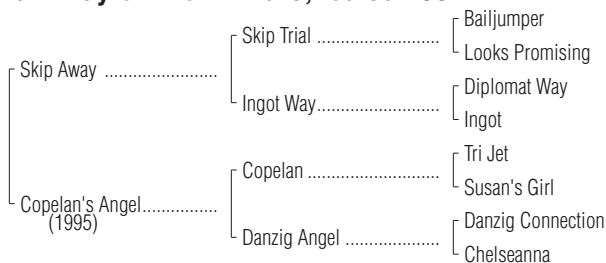 Skip Away ........................
Copelan's Angel................
(1995)
Skip Trial ..........................
Ingot Way..........................
Copelan ............................
Danzig Angel ....................
Bailjumper
Looks Promising
Diplomat Way
Ingot
Tri Jet
Susan's Girl
Danzig Connection
Chelseanna